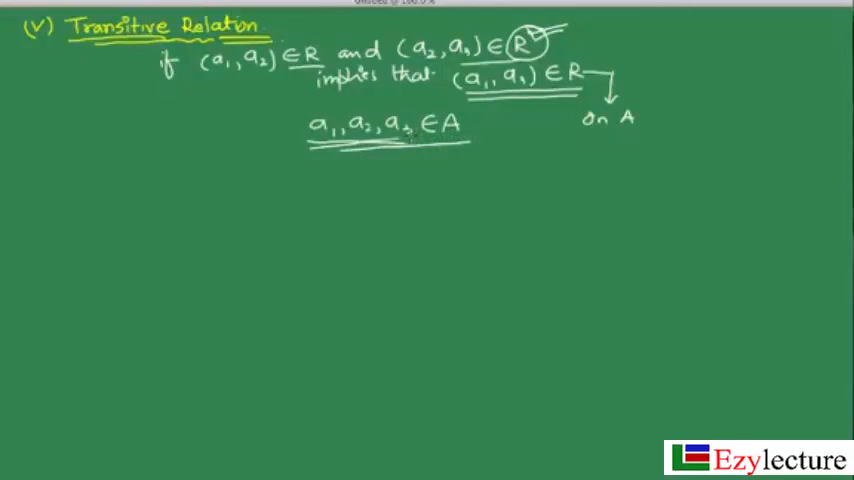 (V) Transitive Relation.
if (a₁, a₂) ∈ R and (a₂, a₃) ∈ R
implies that (a₁, a₃) ∈ R
on A
a₁, a₂, a₃ ∈ A
Ezylecture